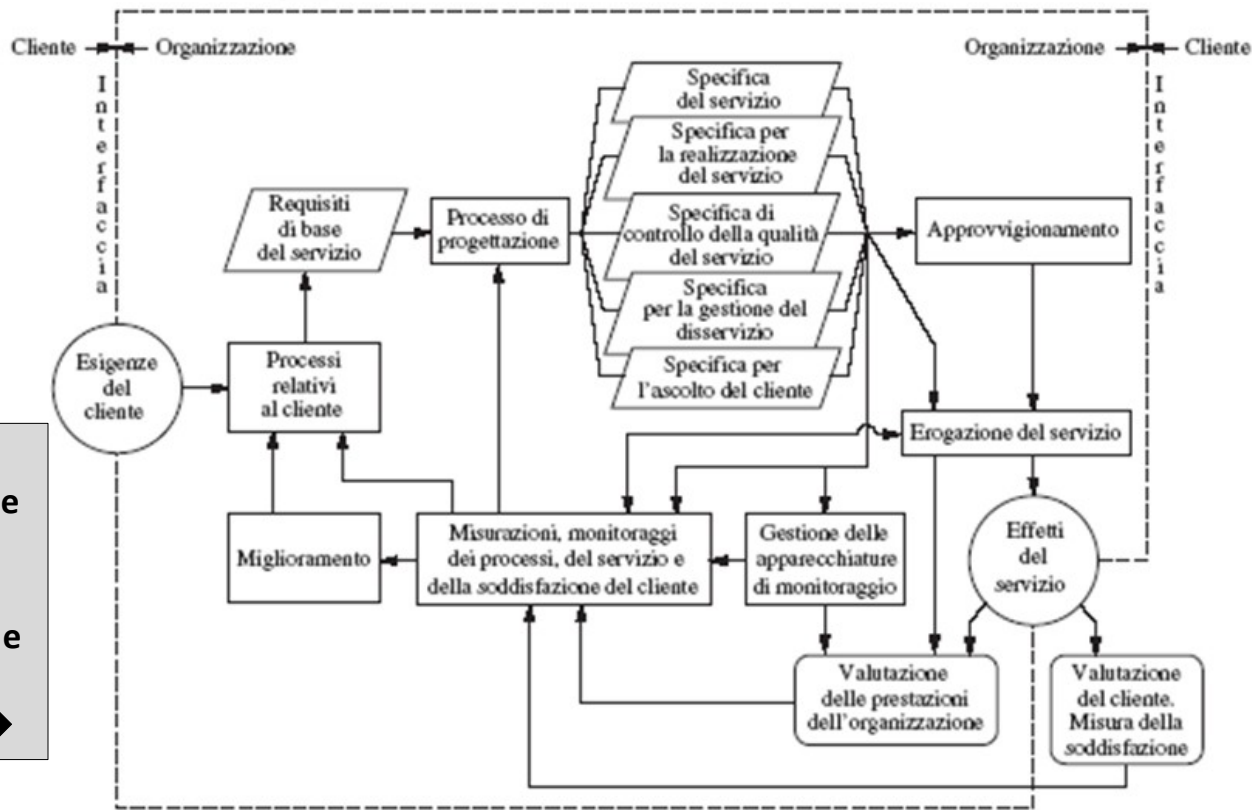 Cliente
Organizzazione
Organizzazione
Cliente
Interfaccia
Interfaccia
Specifica
del servizio
Specifica per
la realizzazione
del servizio
Specifica di
controllo della qualità
del servizio
Specifica
per la gestione del
disservizio
Specifica per
l'ascolto del cliente
Requisiti
di base
del servizio
Processo di
progettazione
Approvvigionamento
Esigenze
del
cliente
Processi
relativi
al cliente
Erogazione del servizio
Miglioramento
Misurazioni, monitoraggi
dei processi, del servizio e
della soddisfazione del cliente
Gestione delle
apparecchiature
di monitoraggio
Effetti
del
servizio
Valutazione
delle prestazioni
dell'organizzazione
Valutazione
del cliente.
Misura della
soddisfazione
e
e